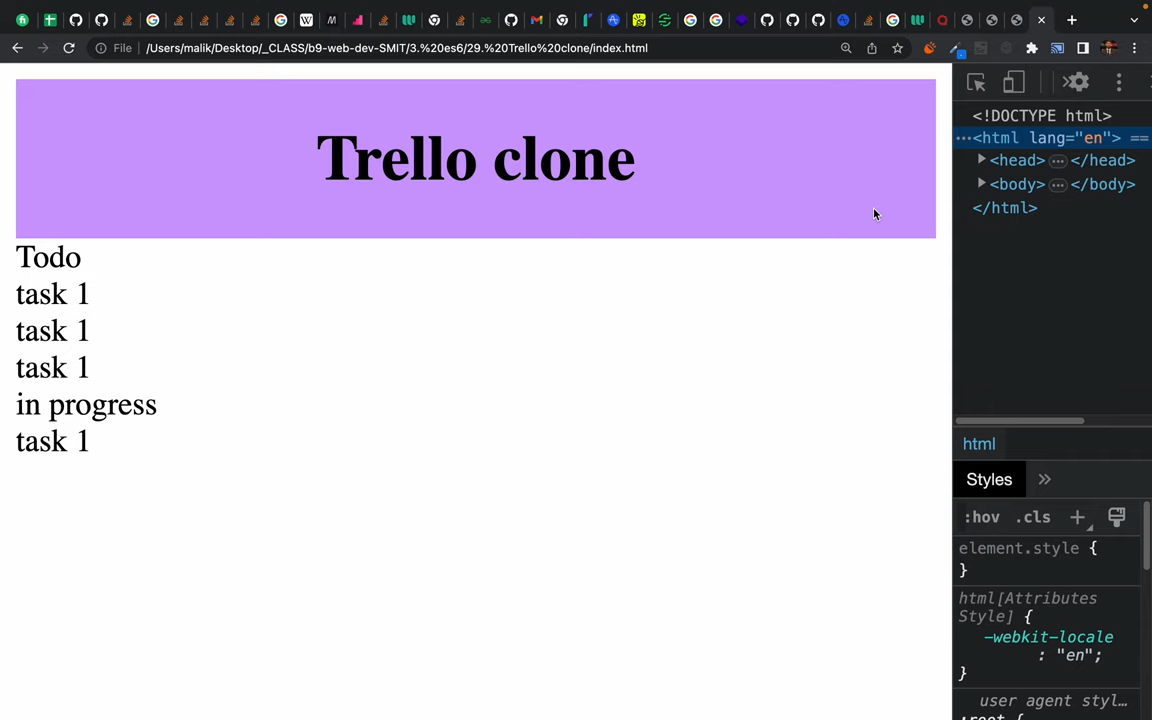 File /Users/malik/Desktop/_CLASS/b9-web-dev-SMIT/3.%20es6/29.%20Trello%20clone/index.html
Trello clone
Todo
task 1
task 1
task 1
in progress
task 1
<!DOCTYPE html>
<html lang="en"> ==
<head> </head>
<body> </body>
</html>
html
Styles
:hov .cls
element.style {
}
html[Attributes
Style] {
-webkit-locale
: "en";
}
user agent styl…
:root {